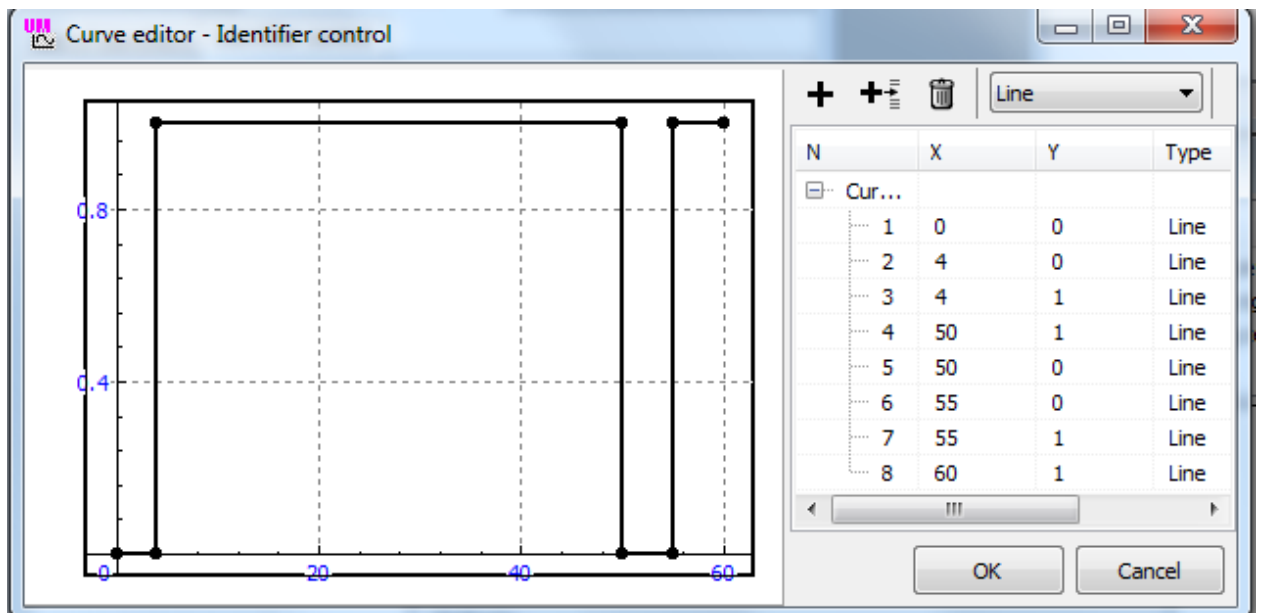 UM Curve editor - Identifier control
Line
N X Y Type
Cur...
1 0 0 Line
2 4 0 Line
3 4 1 Line
4 50 1 Line
5 50 0 Line
6 55 0 Line
7 55 1 Line
8 60 1 Line
0.8
0.4
0 20 40 60
OK Cancel